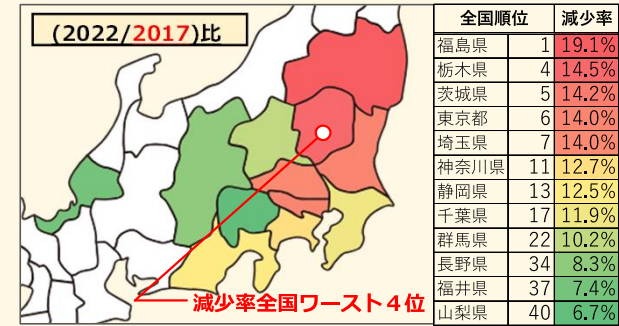 (2022/2017)比
減少率全国ワースト4位
全国順位 減少率
福島県 1 19.1%
栃木県 4 14.5%
茨城県 5 14.2%
東京都 6 14.0%
埼玉県 7 14.0%
神奈川県 11 12.7%
静岡県 13 12.5%
千葉県 17 11.9%
群馬県 22 10.2%
長野県 34 8.3%
福井県 37 7.4%
山梨県 40 6.7%